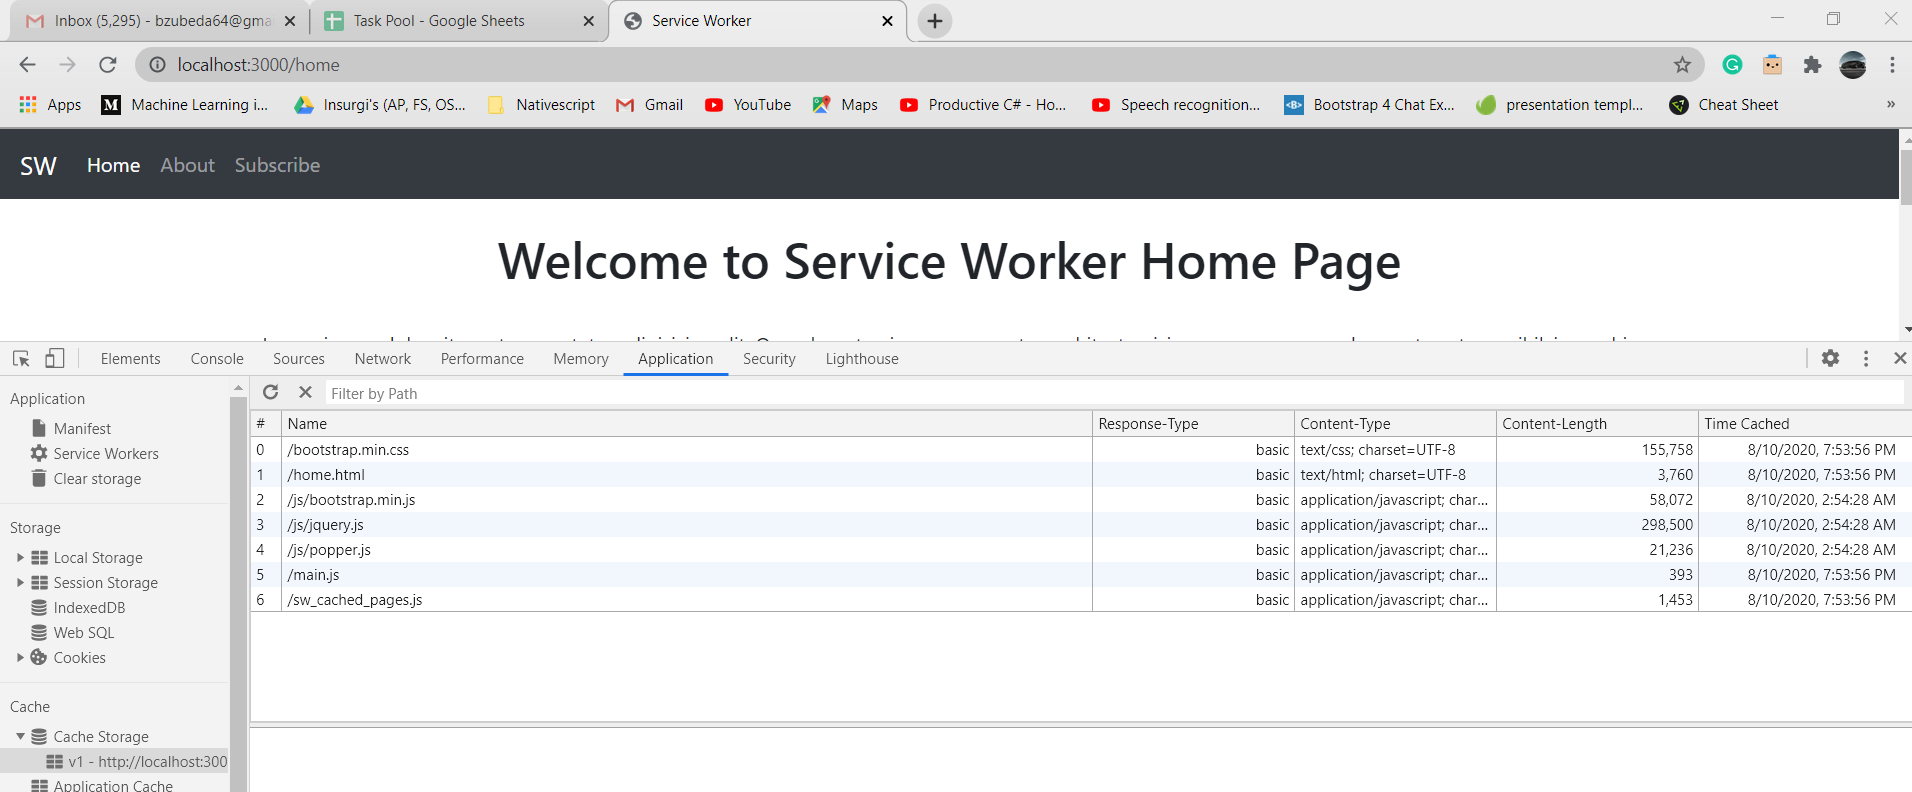 Inbox (5,295) - bzubeda64@gma
Task Pool - Google Sheets
Service Worker
localhost:3000/home
Apps
Machine Learning i...
Insurgi's (AP, FS, OS...
Nativescript
Gmail
YouTube
Maps
Productive C# - Ho...
Speech recognition...
Bootstrap 4 Chat Ex...
presentation templ...
Cheat Sheet
»
SW Home About Subscribe
Welcome to Service Worker Home Page
Elements Console Sources Network Performance Memory Application Security Lighthouse
Application
Manifest
Service Workers
Clear storage
Storage
Local Storage
Session Storage
IndexedDB
Web SQL
Cookies
Cache
Cache Storage
v1 - http://localhost:300
Application Cache
Filter by Path
# Name Response-Type Content-Type Content-Length Time Cached
0 /bootstrap.min.css basic text/css; charset=UTF-8 155,758 8/10/2020, 7:53:56 PM
1 /home.html basic text/html; charset=UTF-8 3,760 8/10/2020, 7:53:56 PM
2 /js/bootstrap.min.js basic application/javascript; char... 58,072 8/10/2020, 2:54:28 AM
3 /js/jquery.js basic application/javascript; char... 298,500 8/10/2020, 2:54:28 AM
4 /js/popper.js basic application/javascript; char... 21,236 8/10/2020, 2:54:28 AM
5 /main.js basic application/javascript; char... 393 8/10/2020, 7:53:56 PM
6 /sw_cached_pages.js basic application/javascript; char... 1,453 8/10/2020, 7:53:56 PM